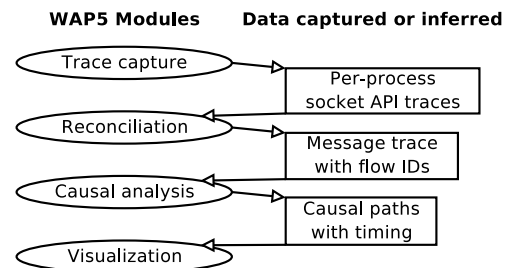 WAP5 Modules
Data captured or inferred
Trace capture
Per-process
socket API traces
Reconciliation
Message trace
with flow IDs
Causal analysis
Causal paths
with timing
Visualization